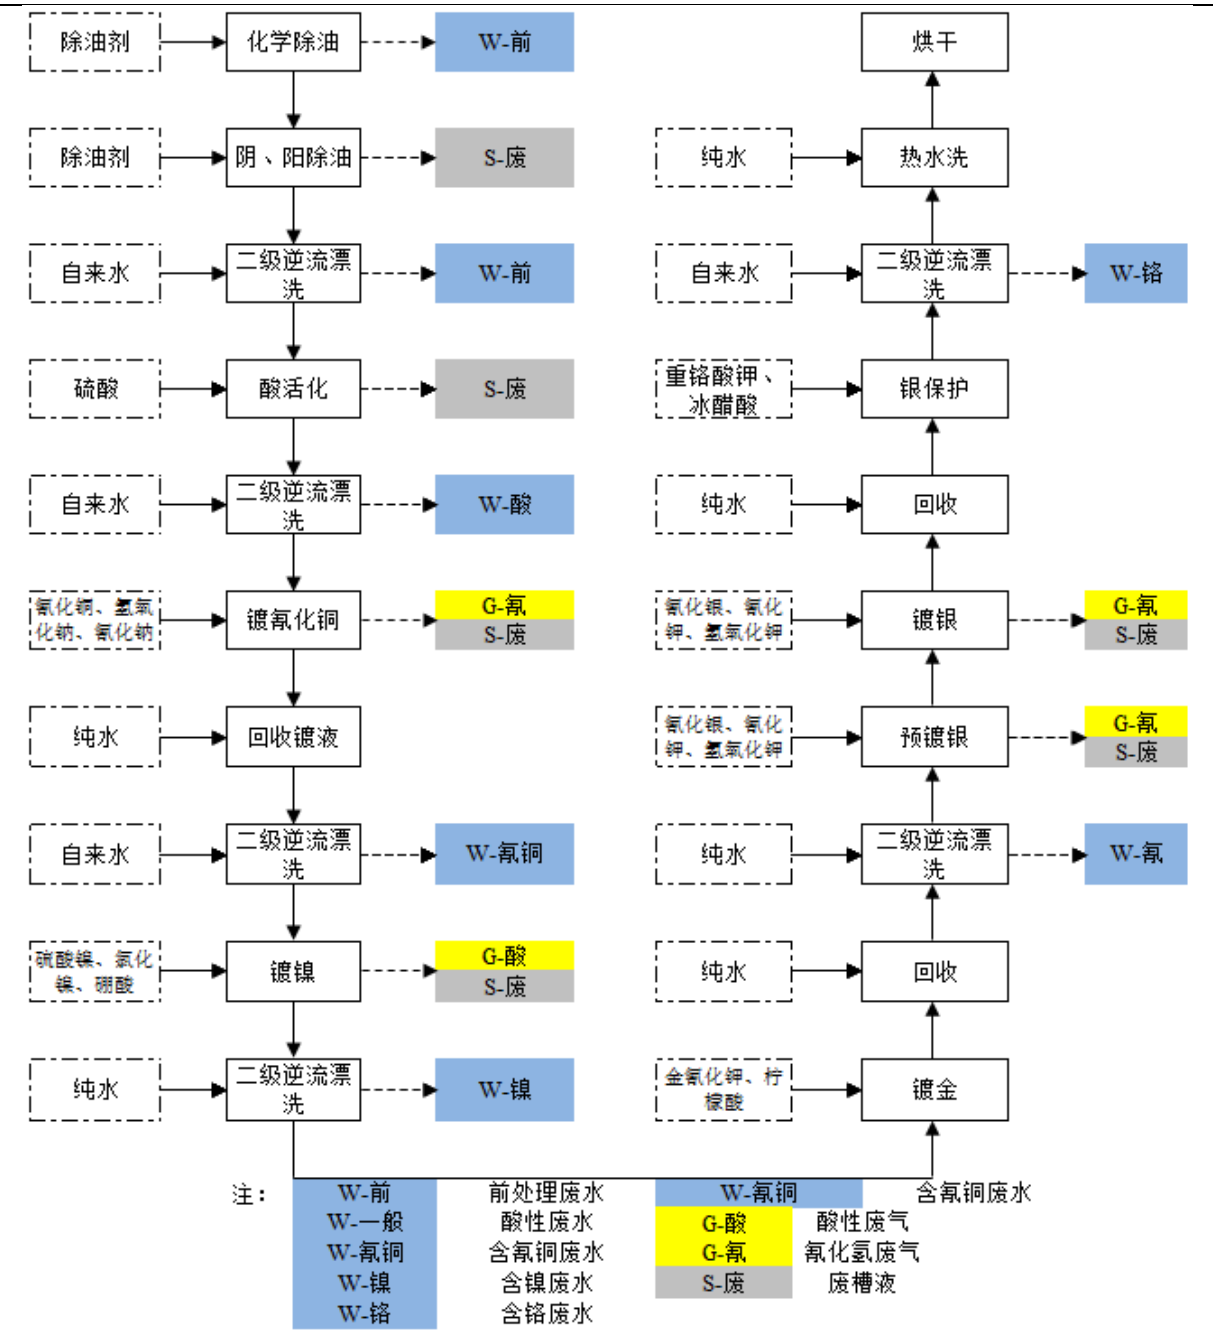 除油剂
化学除油
W-前
除油剂
阴、阳除油
S-废
自来水
二级逆流漂
洗
W-前
硫酸
酸活化
S-废
自来水
二级逆流漂
洗
W-酸
氰化铜、氢氧
化钠、氰化钠
镀氰化铜
G-氰
S-废
纯水
回收镀液
自来水
二级逆流漂
洗
W-氰铜
硫酸镍、氯化
镍、硼酸
镀镍
G-酸
S-废
纯水
二级逆流漂
洗
W-镍
烘干
纯水
热水洗
自来水
二级逆流漂
洗
W-铬
重铬酸钾、
冰醋酸
银保护
纯水
回收
氰化银、氰化
钾、氢氧化钾
镀银
G-氰
S-废
氰化银、氰化
钾、氢氧化钾
预镀银
G-氰
S-废
纯水
二级逆流漂
洗
W-氰
纯水
回收
金氰化钾、柠
檬酸
镀金
注：
W-前 前处理废水 W-氰铜 含氰铜废水
W-一般 酸性废水 G-酸 酸性废气
W-氰铜 含氰铜废水 G-氰 氰化氢废气
W-镍 含镍废水 S-废 废槽液
W-铬 含铬废水